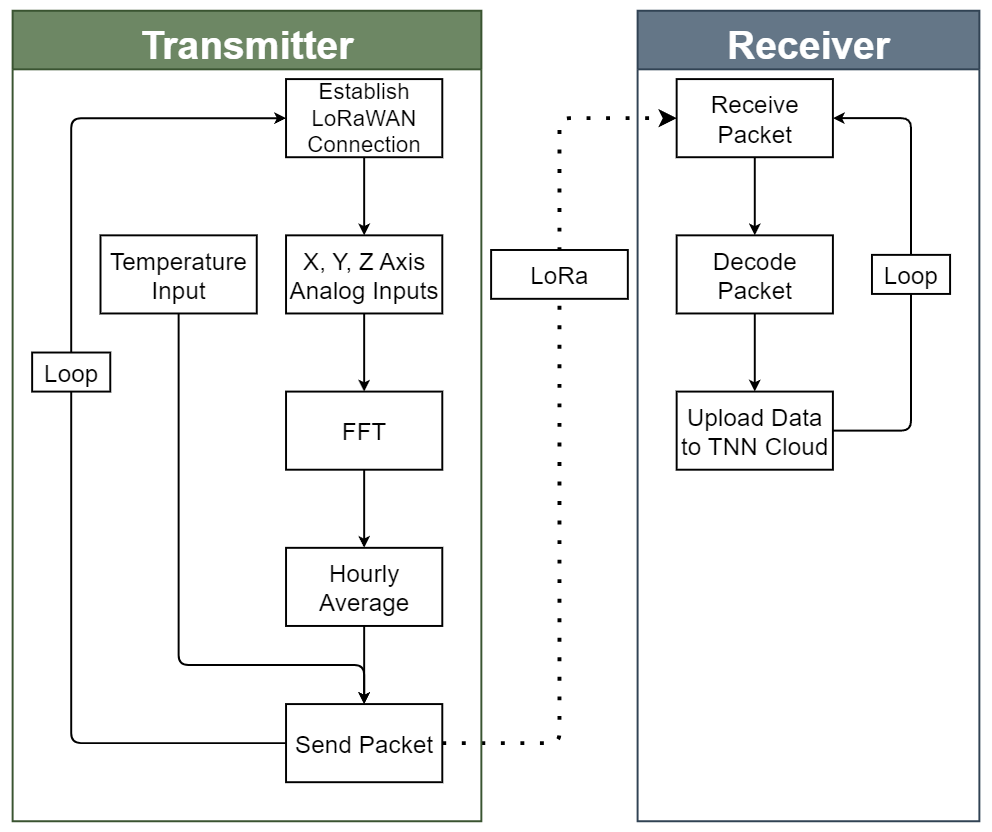 Transmitter
Establish
LoRaWAN
Connection
Temperature
Input
X, Y, Z Axis
Analog Inputs
Loop
FFT
Hourly
Average
Send Packet
LoRa
Receiver
Receive
Packet
Decode
Packet
Loop
Upload Data
to TNN Cloud